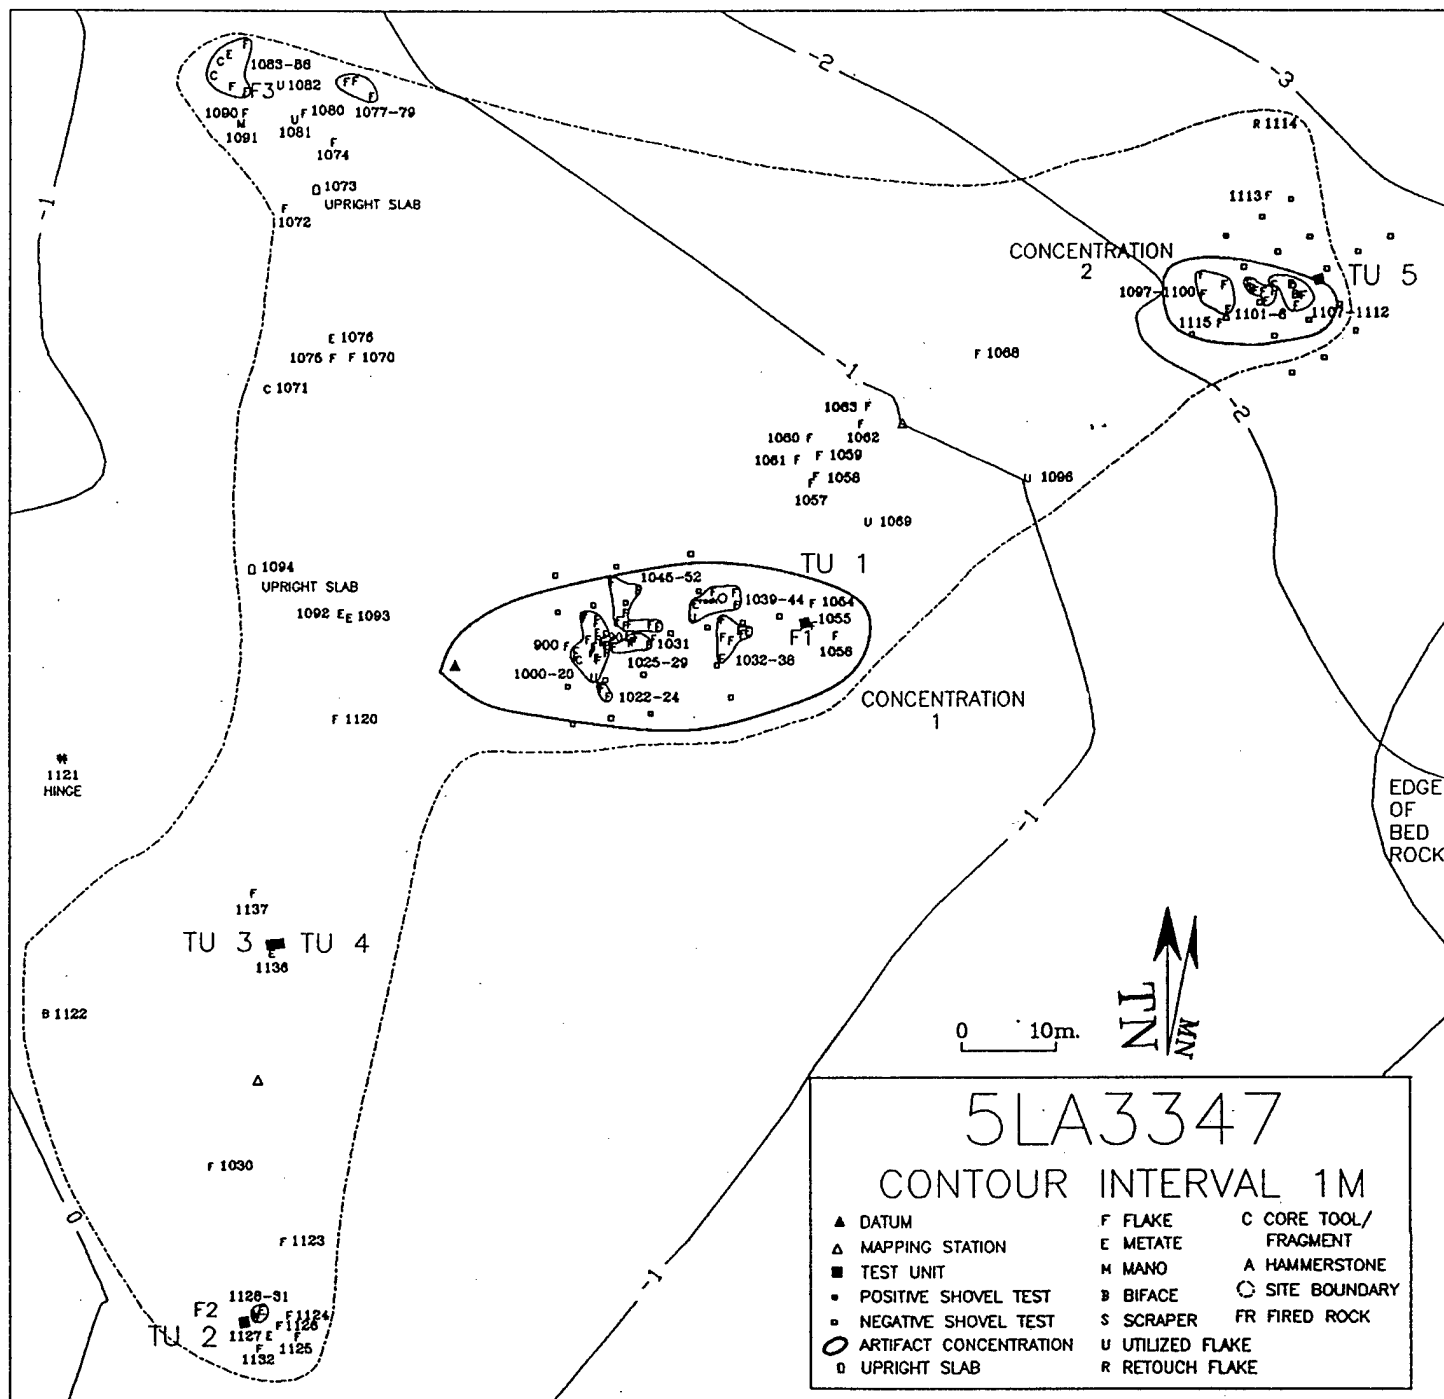 -1
-2
-3
C E F
C
F E
1083-86
F3 U 1082
F F
F
1077-79
1090 F
M
1091
U
1081
F 1080
F
1074
R 1114
1073
UPRIGHT SLAB
F
1072
1113 F
CONCENTRATION
2
TU 5
1097-1100
1101-6
1107-1112
1115 F
E 1076
1075 F F 1070
C 1071
F 1068
-1
-2
1063 F
F
1062
1060 F
1061 F
F 1059
F 1058
F
1057
U 1096
U 1069
TU 1
1094
UPRIGHT SLAB
1092 E E 1093
1045-52
1039-44
F 1054
1055
F1
F
1056
900 F
1031
1025-29
1032-38
1000-20
1022-24
CONCENTRATION
1
F 1120
1121
HINGE
EDGE
OF
BED
ROCK
-1
F
1137
TU 3 TU 4
E
1136
B 1122
TN
MN
0 10m.
F 1030
0
F 1123
1128-31
F2
TU 2
1127 E
F 1124
F 1126
F
1125
F
1132
-1
5LA3347
CONTOUR INTERVAL 1M
DATUM
MAPPING STATION
TEST UNIT
POSITIVE SHOVEL TEST
NEGATIVE SHOVEL TEST
ARTIFACT CONCENTRATION
UPRIGHT SLAB
F FLAKE
E METATE
M MANO
B BIFACE
S SCRAPER
U UTILIZED FLAKE
R RETOUCH FLAKE
C CORE TOOL/
FRAGMENT
A HAMMERSTONE
SITE BOUNDARY
FR FIRED ROCK